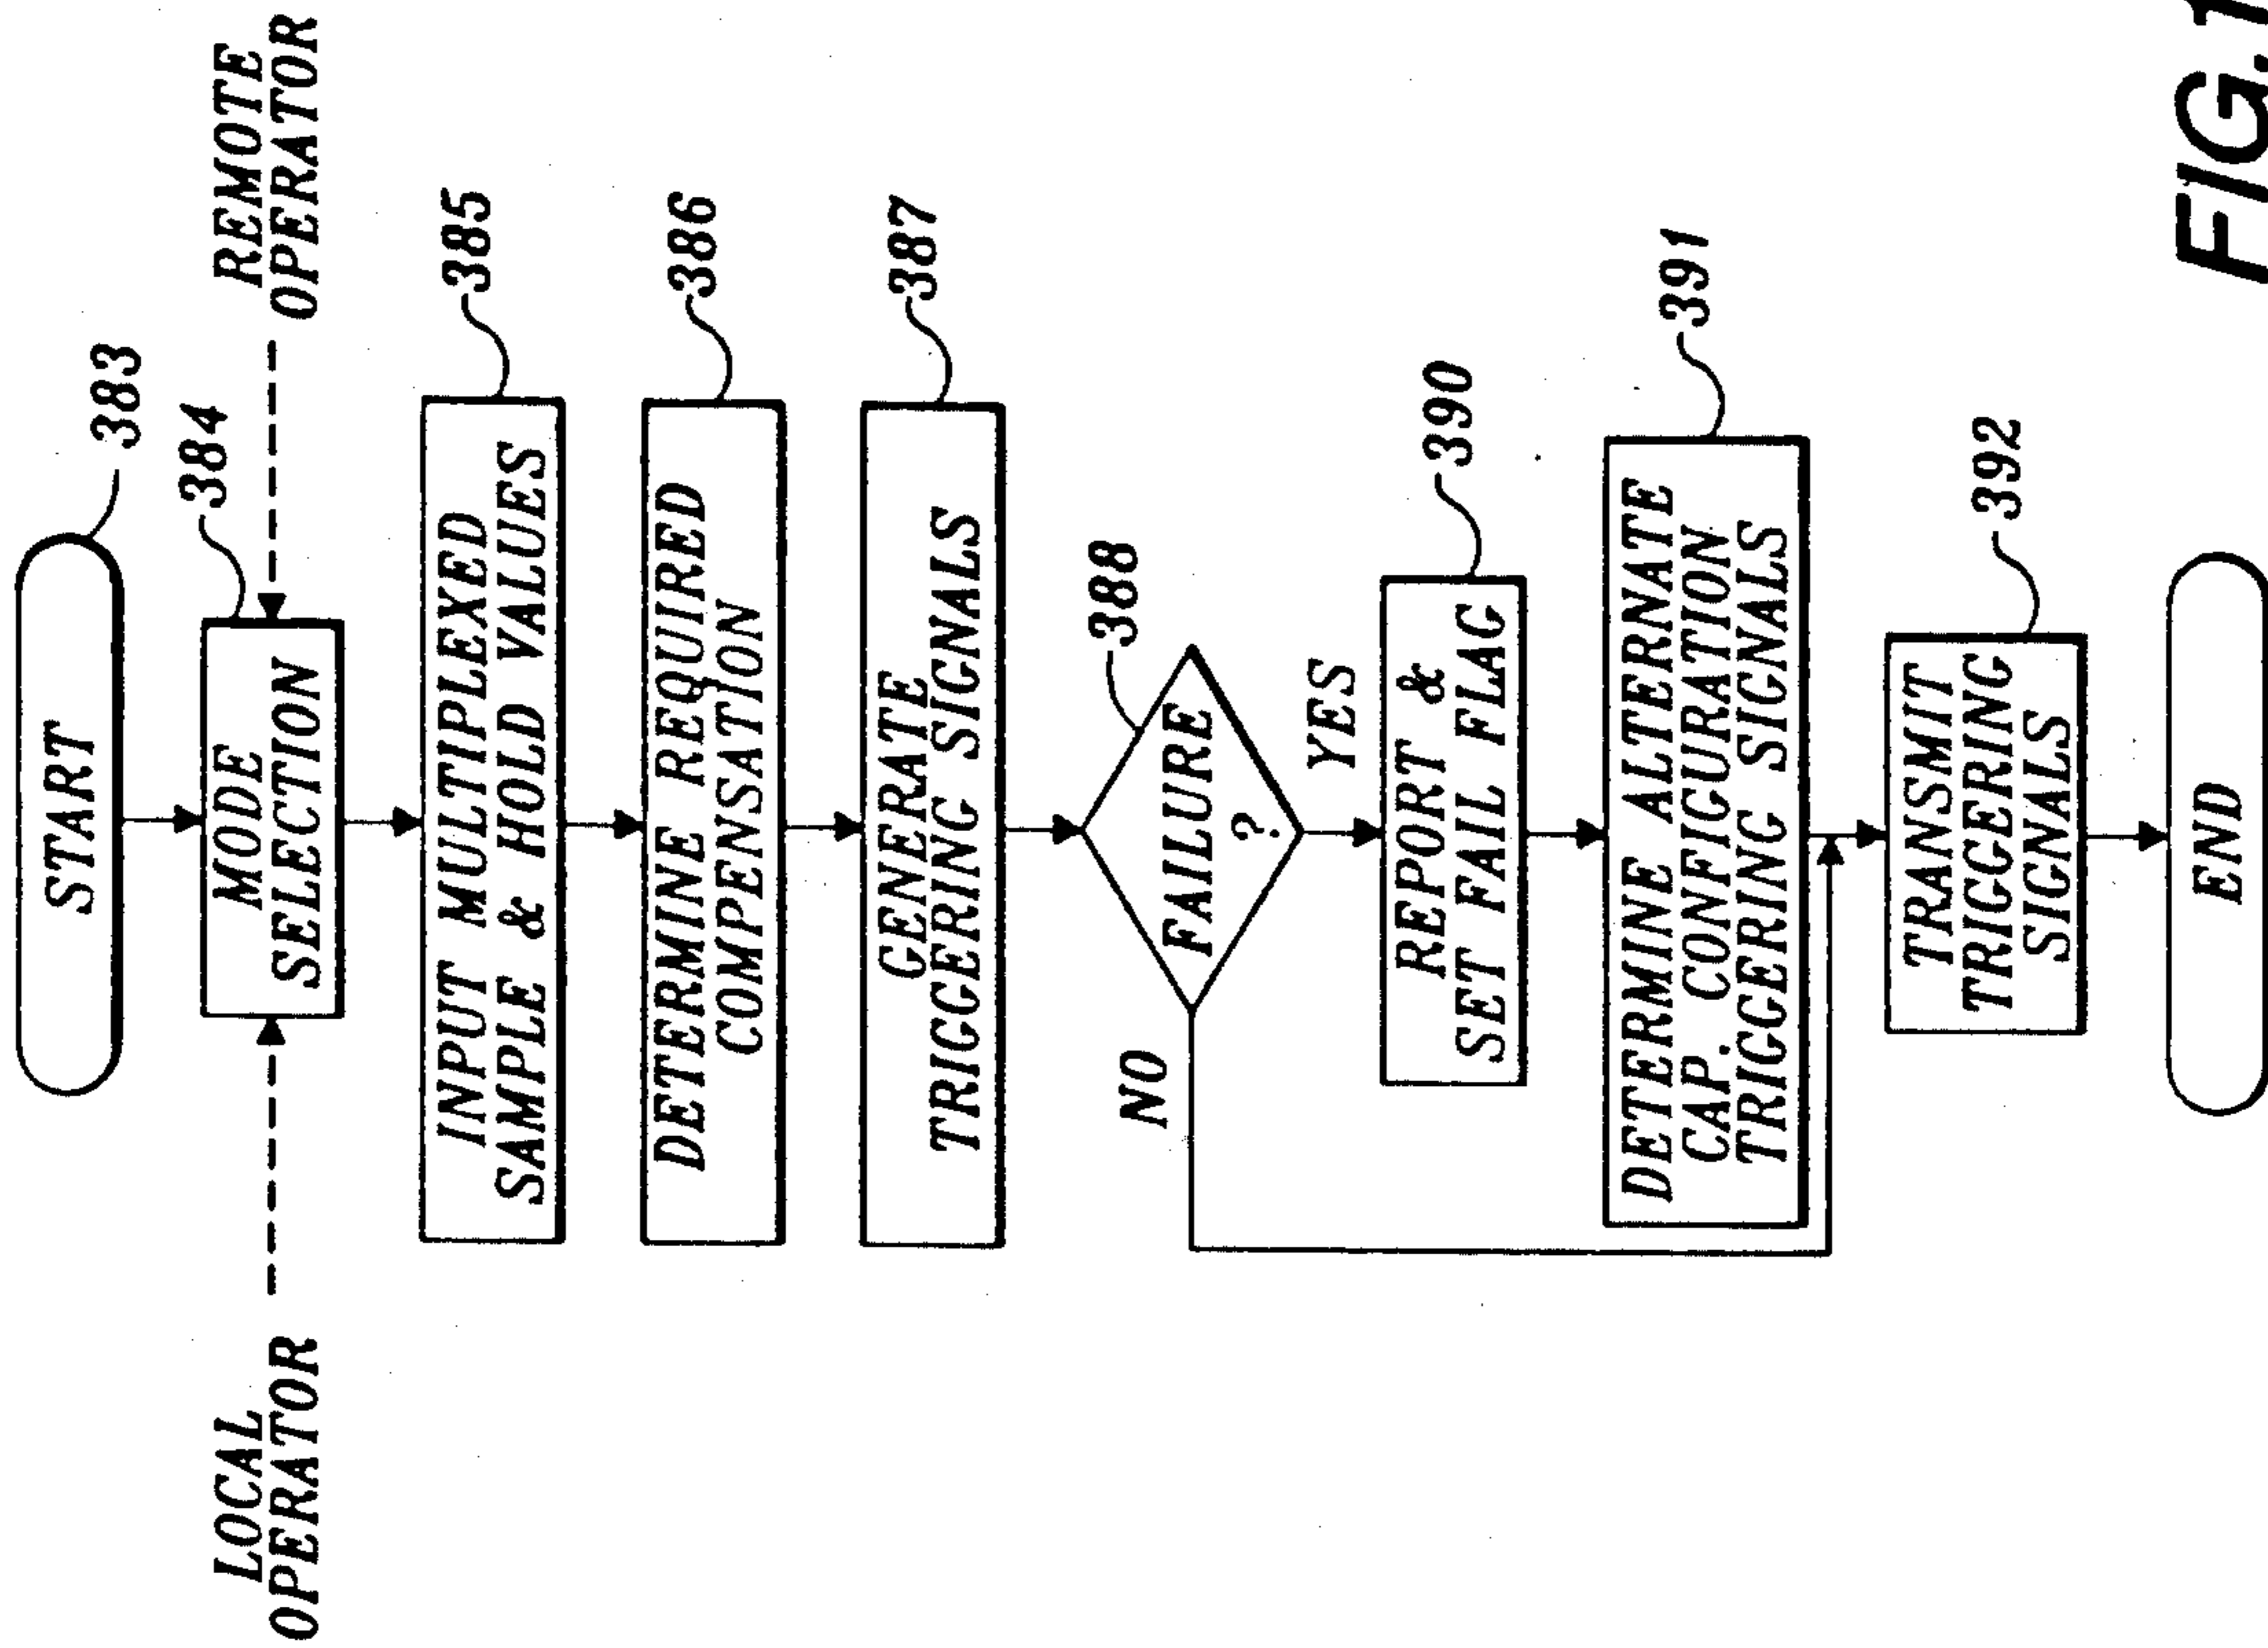 START
383
384
LOCAL
OPERATOR
MODE
SELECTION
REMOTE
OPERATOR
INPUT MULTIPLEXED
SAMPLE & HOLD VALUES
385
DETERMINE REQUIRED
COMPENSATION
386
GENERATE
TRIGGERING SIGNALS
387
388
FAILURE
?
NO
YES
REPORT &
SET FAIL FLAG
390
DETERMINE ALTERNATE
CAP. CONFIGURATION
TRIGGERING SIGNALS
391
TRANSMIT
TRIGGERING
SIGNALS
392
END
FIG.1